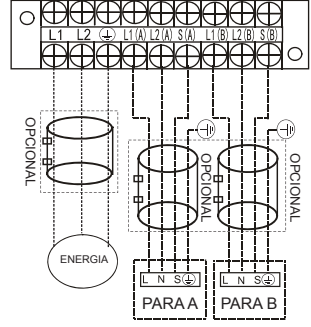 L1 L2 L1(A) L2(A) S(A) L1(B) L2(B) S(B)
OPCIONAL
OPCIONAL
OPCIONAL
ENERGIA
L N S
L N S
PARA A
PARA B